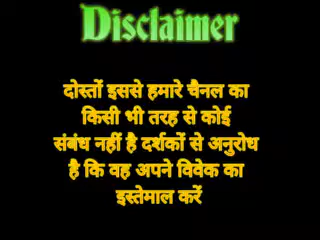 Disclaimer
दोस्तों इससे हमारे चैनल का
किसी भी तरह से कोई
संबंध नहीं है दर्शकों से अनुरोध
है कि वह अपने विवेक का
इस्तेमाल करें